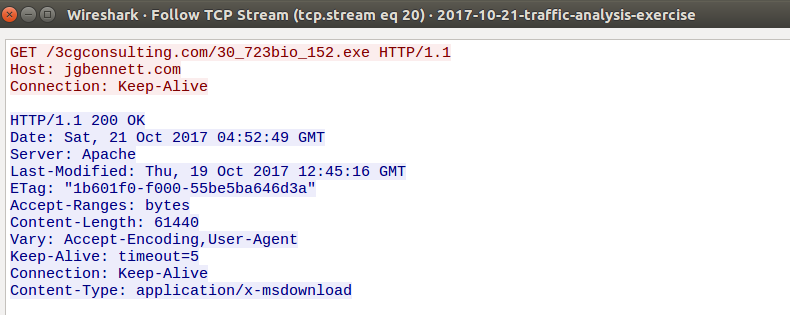 Wireshark · Follow TCP Stream (tcp.stream eq 20) · 2017-10-21-traffic-analysis-exercise
GET /3cgconsulting.com/30_723bio_152.exe HTTP/1.1
Host: jgbennett.com
Connection: Keep-Alive
HTTP/1.1 200 OK
Date: Sat, 21 Oct 2017 04:52:49 GMT
Server: Apache
Last-Modified: Thu, 19 Oct 2017 12:45:16 GMT
ETag: "1b601f0-f000-55be5ba646d3a"
Accept-Ranges: bytes
Content-Length: 61440
Vary: Accept-Encoding,User-Agent
Keep-Alive: timeout=5
Connection: Keep-Alive
Content-Type: application/x-msdownload